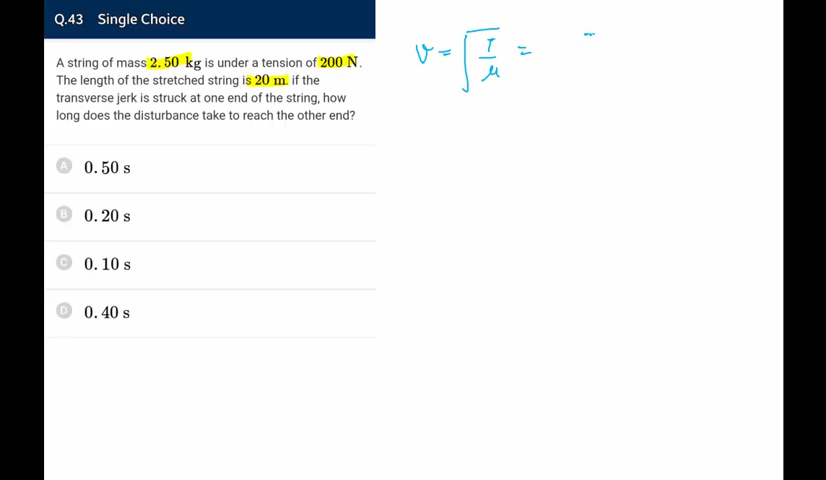 Q.43 Single Choice
A string of mass 2.50 kg is under a tension of 200 N.
The length of the stretched string is 20 m. if the
transverse jerk is struck at one end of the string, how
long does the disturbance take to reach the other end?
A 0.50 s
B 0.20 s
C 0.10 s
D 0.40 s
v = √(T/μ) =